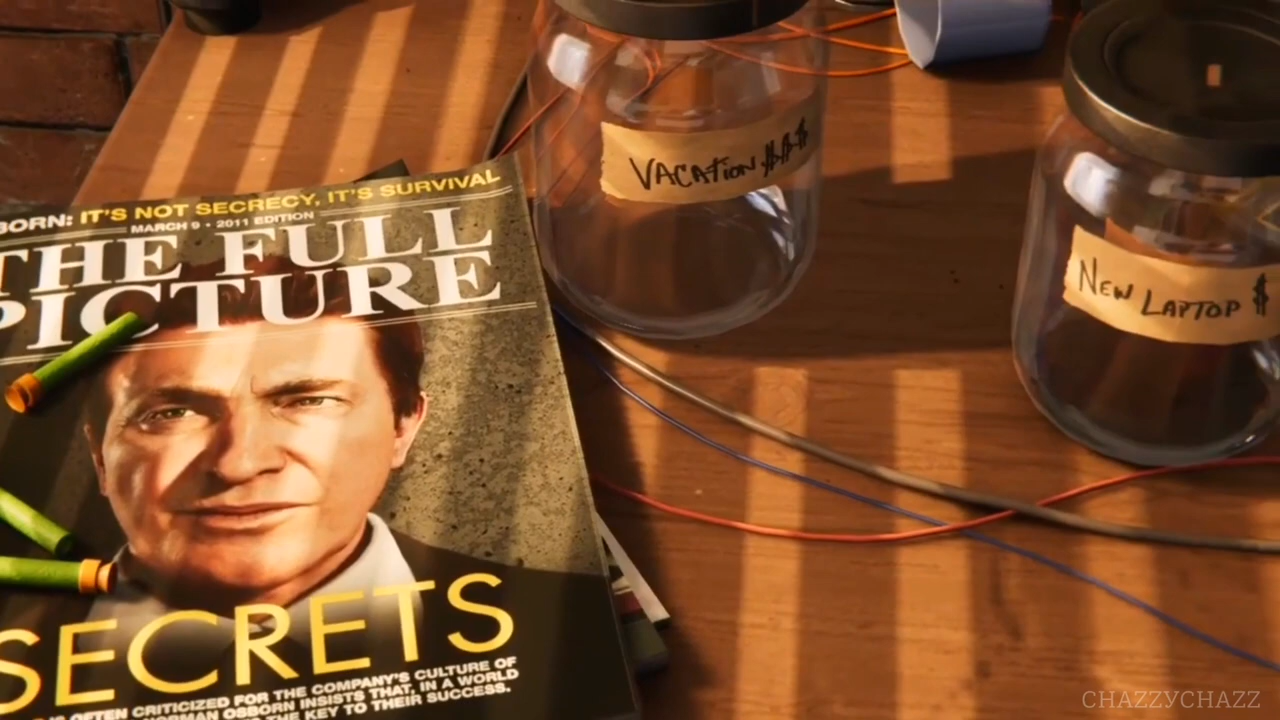 BORN: IT'S NOT SECRECY, IT'S SURVIVAL
MARCH 9 • 2011 EDITION
THE FULL
PICTURE
SECRETS
IS OFTEN CRITICIZED FOR THE COMPANY'S CULTURE OF
NORMAN OSBORN INSISTS THAT, IN A WORLD
THE KEY TO THEIR SUCCESS.
VACATION $$$
NEW LAPTOP $
CHAZZYCHAZZ